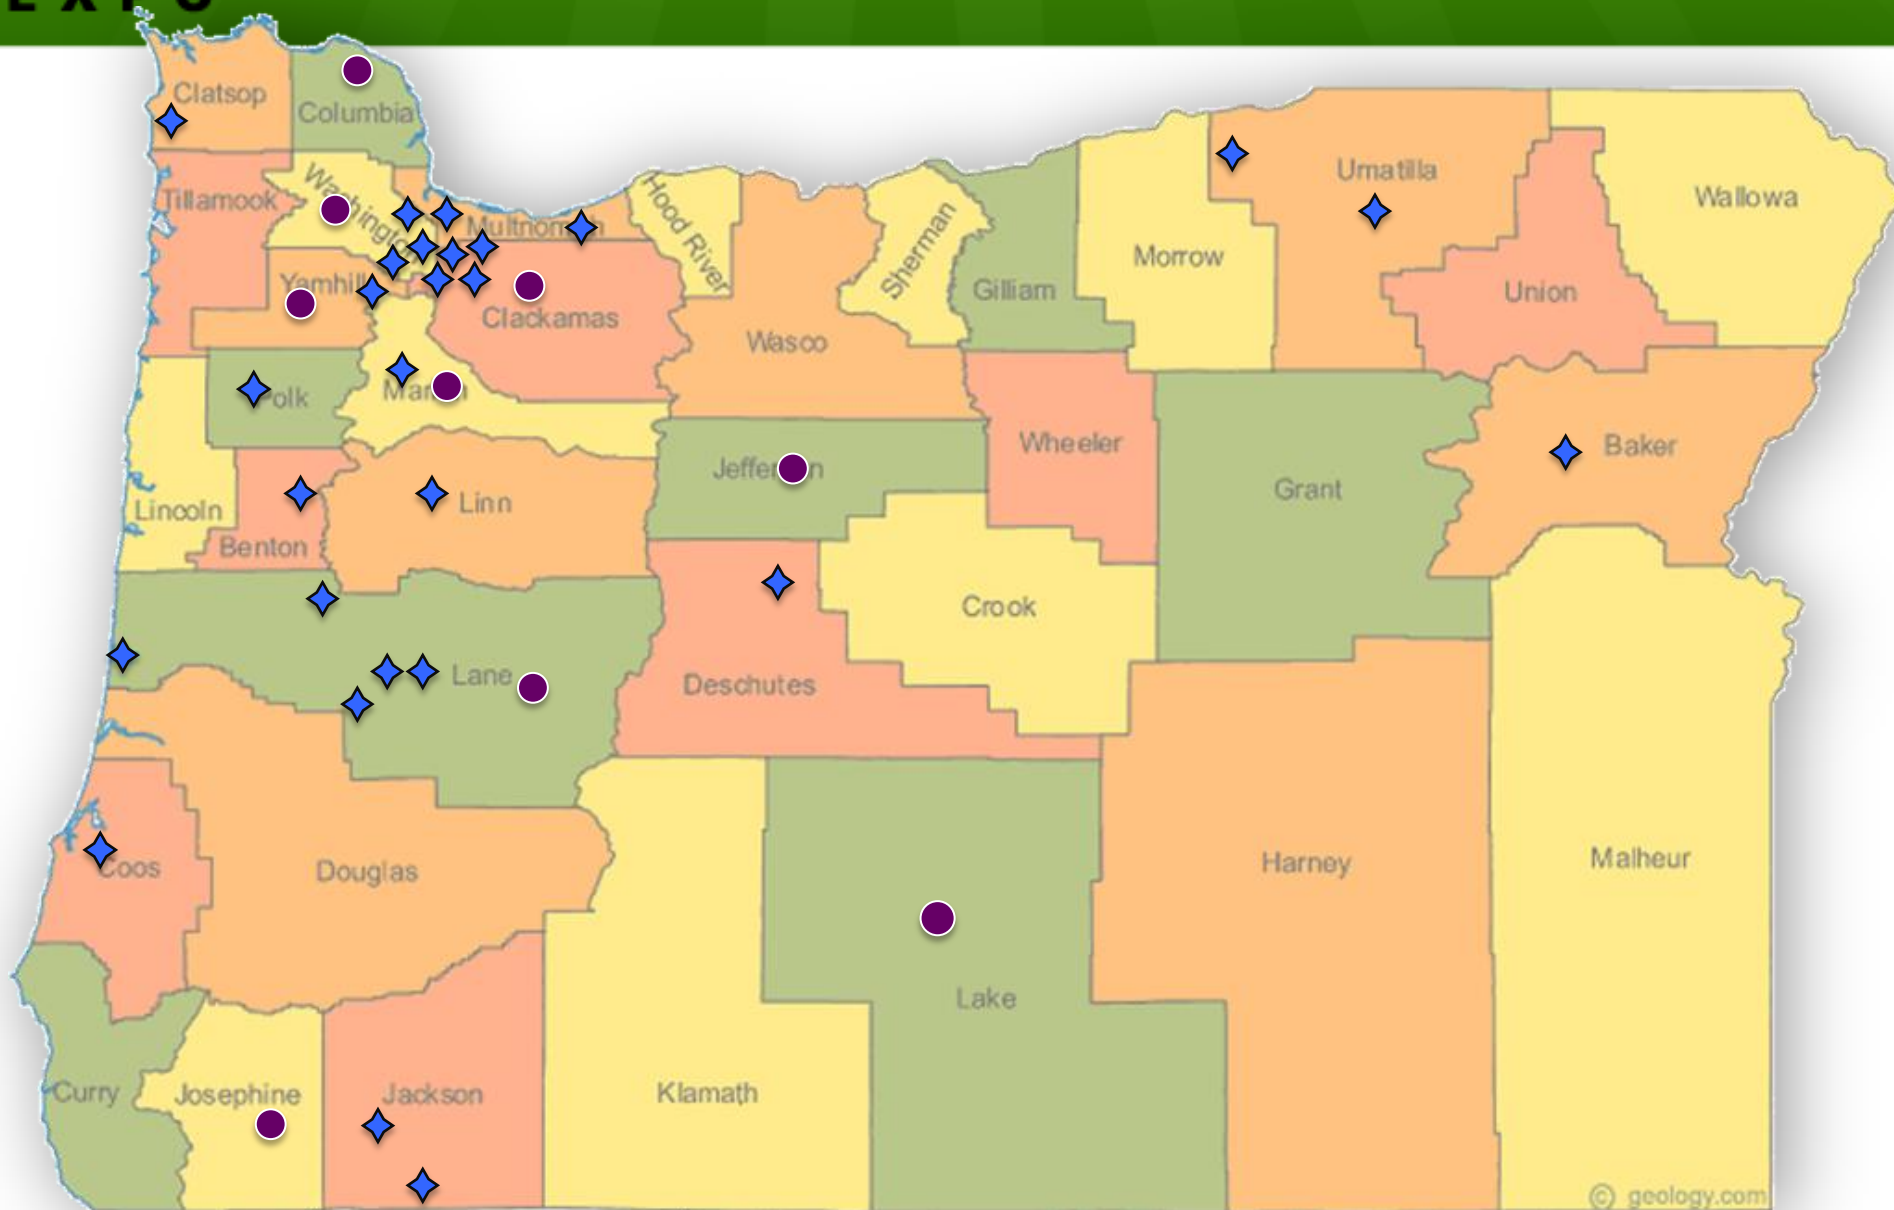 EXPO
Clatsop
Columbia
Tillamook
Washington
Multnomah
Hood River
Sherman
Gilliam
Morrow
Umatilla
Union
Wallowa
Yamhill
Clackamas
Wasco
Polk
Marion
Jefferson
Wheeler
Grant
Baker
Lincoln
Benton
Linn
Crook
Lane
Deschutes
Coos
Douglas
Harney
Malheur
Lake
Curry
Josephine
Jackson
Klamath
© geology.com